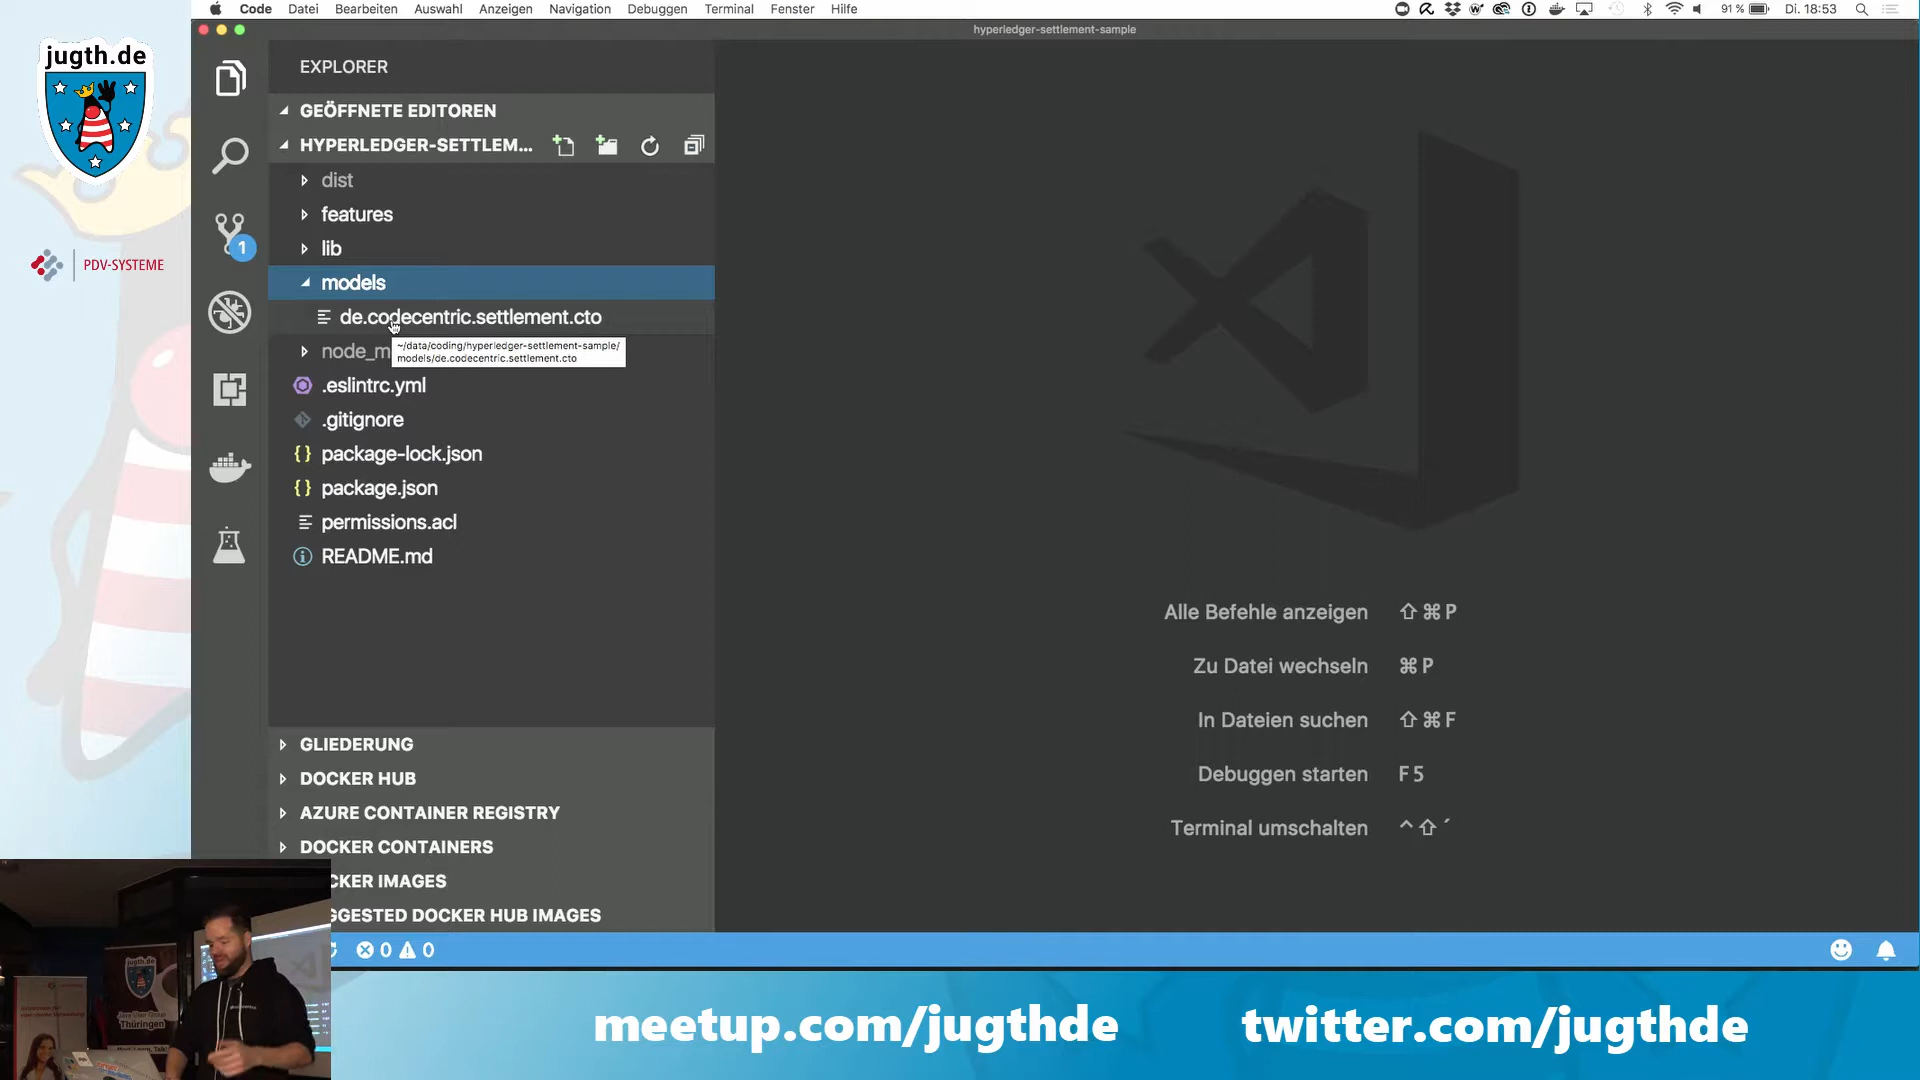 Code Datei Bearbeiten Auswahl Anzeigen Navigation Debuggen Terminal Fenster Hilfe
91 % Di. 18:53
hyperledger-settlement-sample
jugth.de
PDV-SYSTEME
EXPLORER
GEÖFFNETE EDITOREN
HYPERLEDGER-SETTLEM...
dist
features
lib
1
models
de.codecentric.settlement.cto
node_m
~/data/coding/hyperledger-settlement-sample/
models/de.codecentric.settlement.cto
.eslintrc.yml
.gitignore
{} package-lock.json
{} package.json
permissions.acl
README.md
Alle Befehle anzeigen ⇧⌘P
Zu Datei wechseln ⌘P
In Dateien suchen ⇧⌘F
Debuggen starten F5
Terminal umschalten ^⇧´
GLIEDERUNG
DOCKER HUB
AZURE CONTAINER REGISTRY
DOCKER CONTAINERS
CKER IMAGES
GGESTED DOCKER HUB IMAGES
0 0
jugth.de
Thüringen
meetup.com/jugthde
twitter.com/jugthde